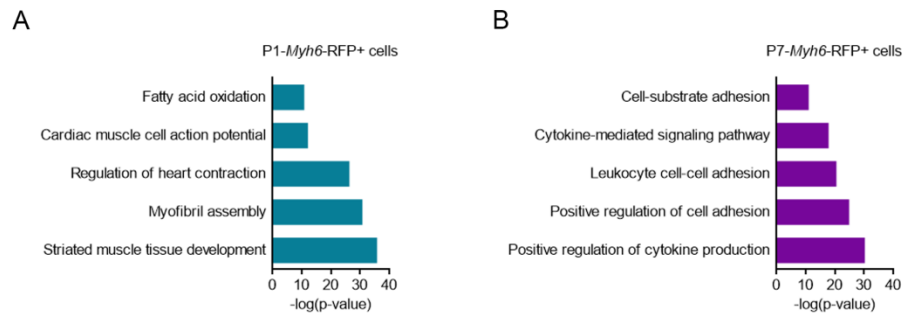 A
P1-Myh6-RFP+ cells
Fatty acid oxidation
Cardiac muscle cell action potential
Regulation of heart contraction
Myofibril assembly
Striated muscle tissue development
0 10 20 30 40
-log(p-value)
B
P7-Myh6-RFP+ cells
Cell-substrate adhesion
Cytokine-mediated signaling pathway
Leukocyte cell-cell adhesion
Positive regulation of cell adhesion
Positive regulation of cytokine production
0 10 20 30 40
-log(p-value)